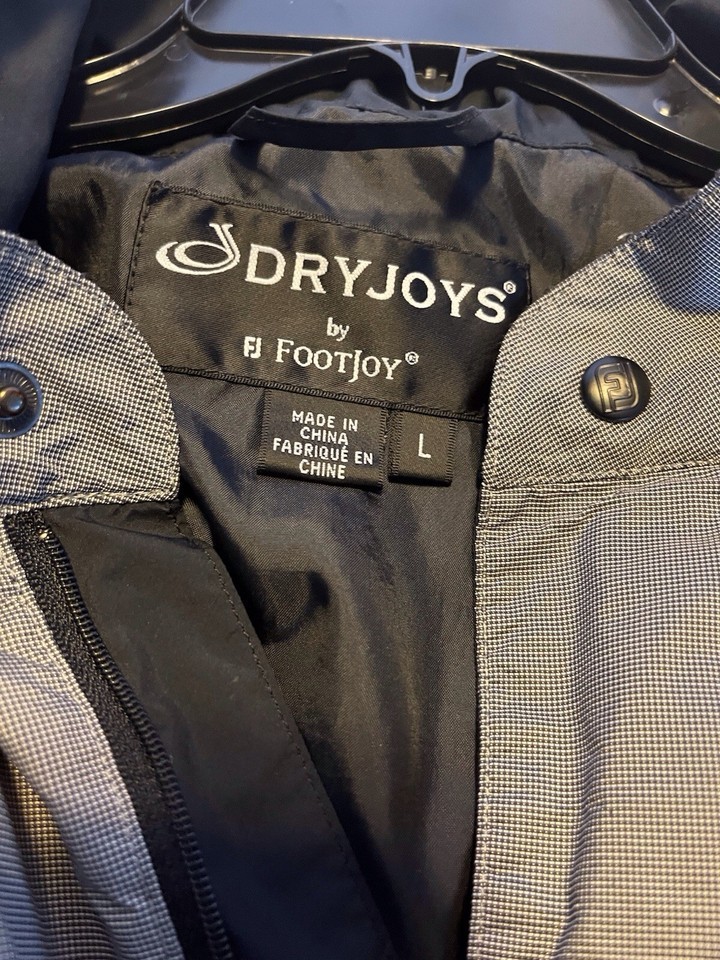 DRYJOYS®
by
FJ FOOTJOY®
MADE IN
CHINA
FABRIQUÉ EN
CHINE
L
FJ